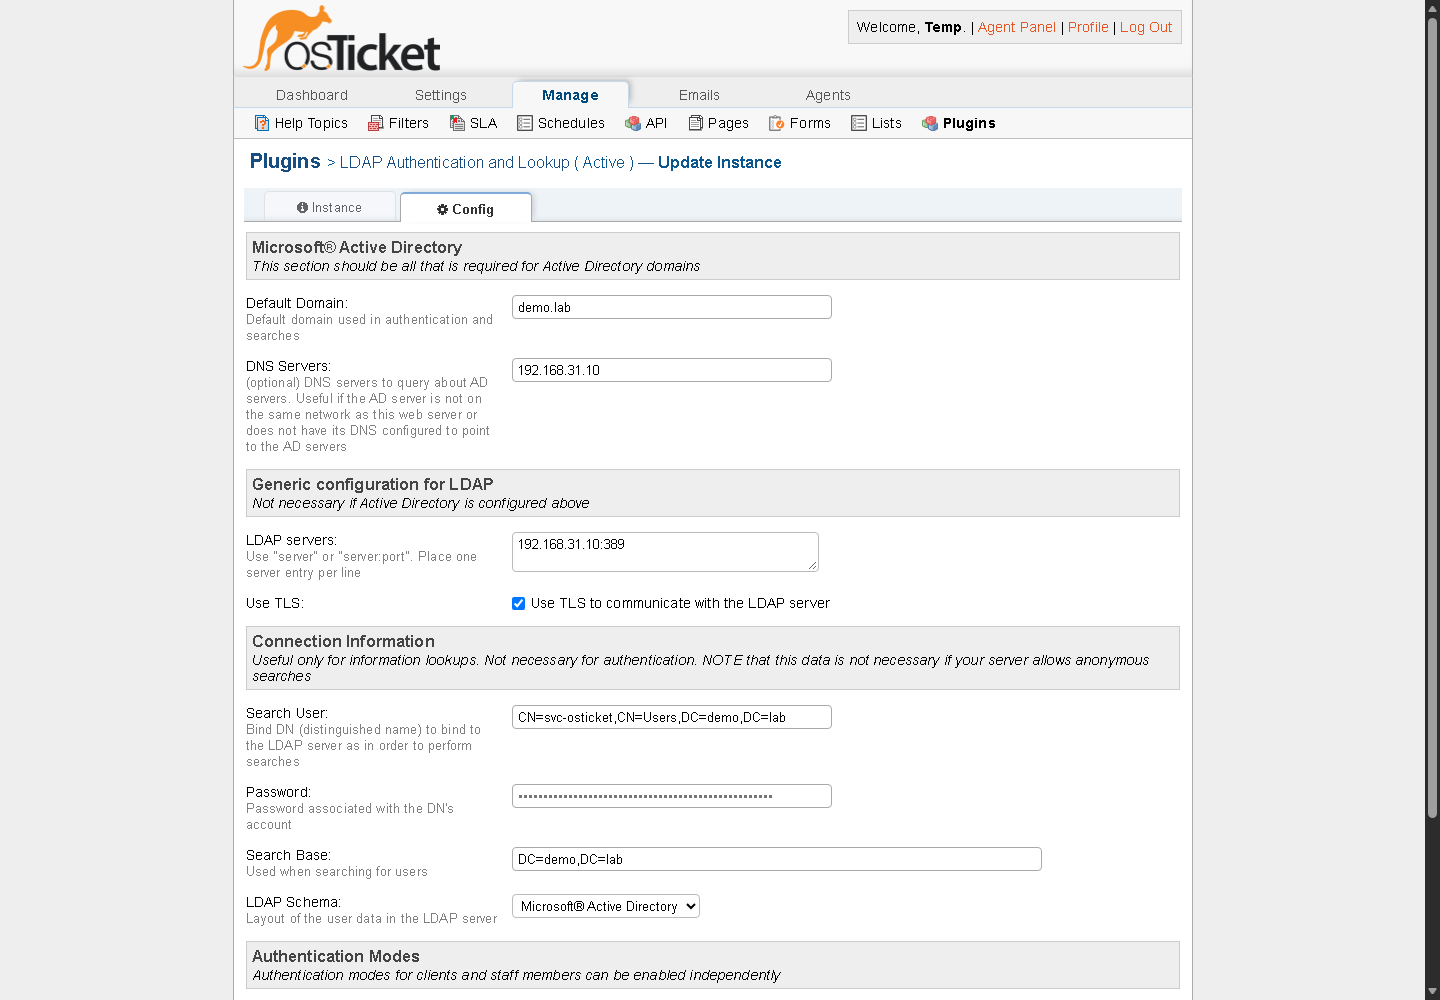 osTicket
Welcome, Temp. | Agent Panel | Profile | Log Out
Dashboard Settings Manage Emails Agents
Help Topics Filters SLA Schedules API Pages Forms Lists Plugins
Plugins > LDAP Authentication and Lookup ( Active ) — Update Instance
Instance Config
Microsoft® Active Directory
This section should be all that is required for Active Directory domains
Default Domain:
demo.lab
Default domain used in authentication and
searches
DNS Servers:
192.168.31.10
(optional) DNS servers to query about AD
servers. Useful if the AD server is not on
the same network as this web server or
does not have its DNS configured to point
to the AD servers
Generic configuration for LDAP
Not necessary if Active Directory is configured above
LDAP servers:
192.168.31.10:389
Use "server" or "server:port". Place one
server entry per line
Use TLS:
Use TLS to communicate with the LDAP server
Connection Information
Useful only for information lookups. Not necessary for authentication. NOTE that this data is not necessary if your server allows anonymous
searches
Search User:
CN=svc-osticket,CN=Users,DC=demo,DC=lab
Bind DN (distinguished name) to bind to
the LDAP server as in order to perform
searches
Password:
Password associated with the DN's
account
Search Base:
DC=demo,DC=lab
Used when searching for users
LDAP Schema:
Microsoft® Active Directory
Layout of the user data in the LDAP server
Authentication Modes
Authentication modes for clients and staff members can be enabled independently